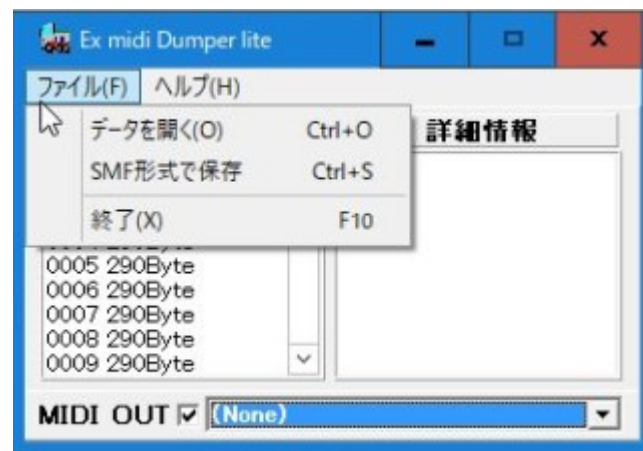 Ex midi Dumper lite
ファイル(F) ヘルプ(H)
データを開く(O) Ctrl+O
SMF形式で保存 Ctrl+S
終了(X) F10
詳細情報
0005 290Byte
0006 290Byte
0007 290Byte
0008 290Byte
0009 290Byte
MIDI OUT (None)